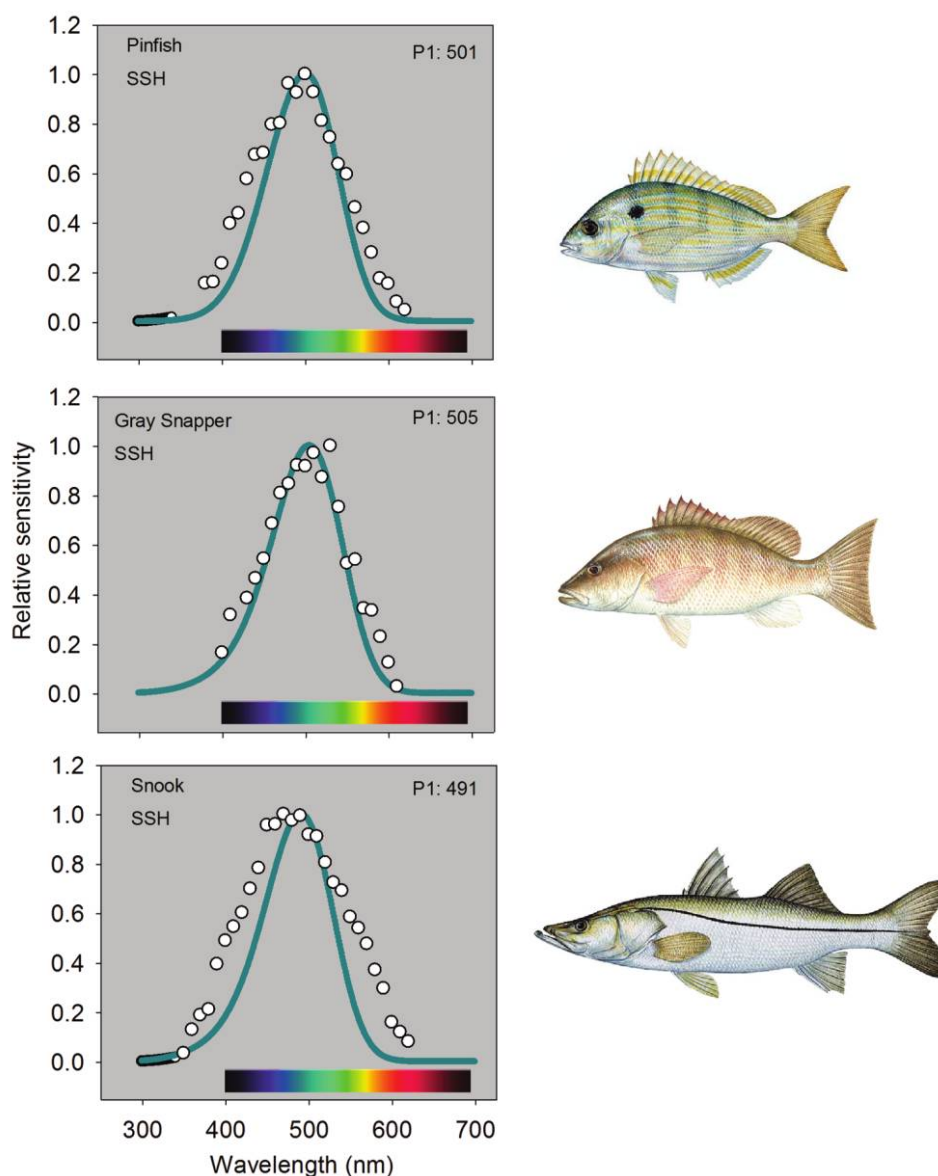 1.2
Pinfish
P1: 501
SSH
1.0
0.8
0.6
0.4
0.2
0.0
1.2
Gray Snapper
P1: 505
SSH
1.0
0.8
0.6
0.4
0.2
0.0
Relative sensitivity
1.2
Snook
P1: 491
SSH
1.0
0.8
0.6
0.4
0.2
0.0
300 400 500 600 700
Wavelength (nm)